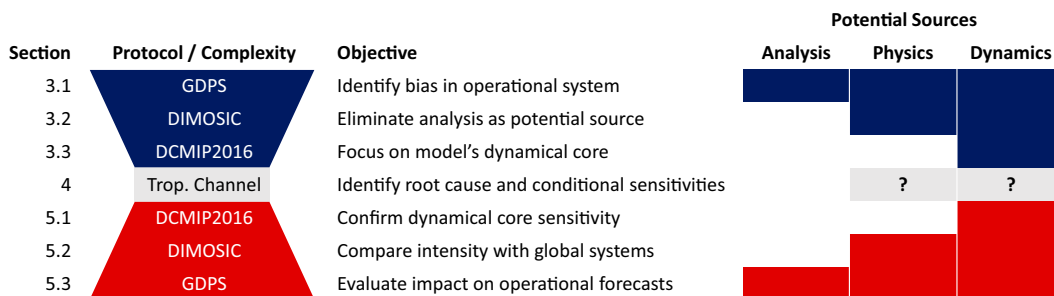 Potential Sources
Section Protocol / Complexity Objective Analysis Physics Dynamics
3.1 GDPS Identify bias in operational system
3.2 DIMOSIC Eliminate analysis as potential source
3.3 DCMIP2016 Focus on model's dynamical core
4 Trop. Channel Identify root cause and conditional sensitivities ? ?
5.1 DCMIP2016 Confirm dynamical core sensitivity
5.2 DIMOSIC Compare intensity with global systems
5.3 GDPS Evaluate impact on operational forecasts